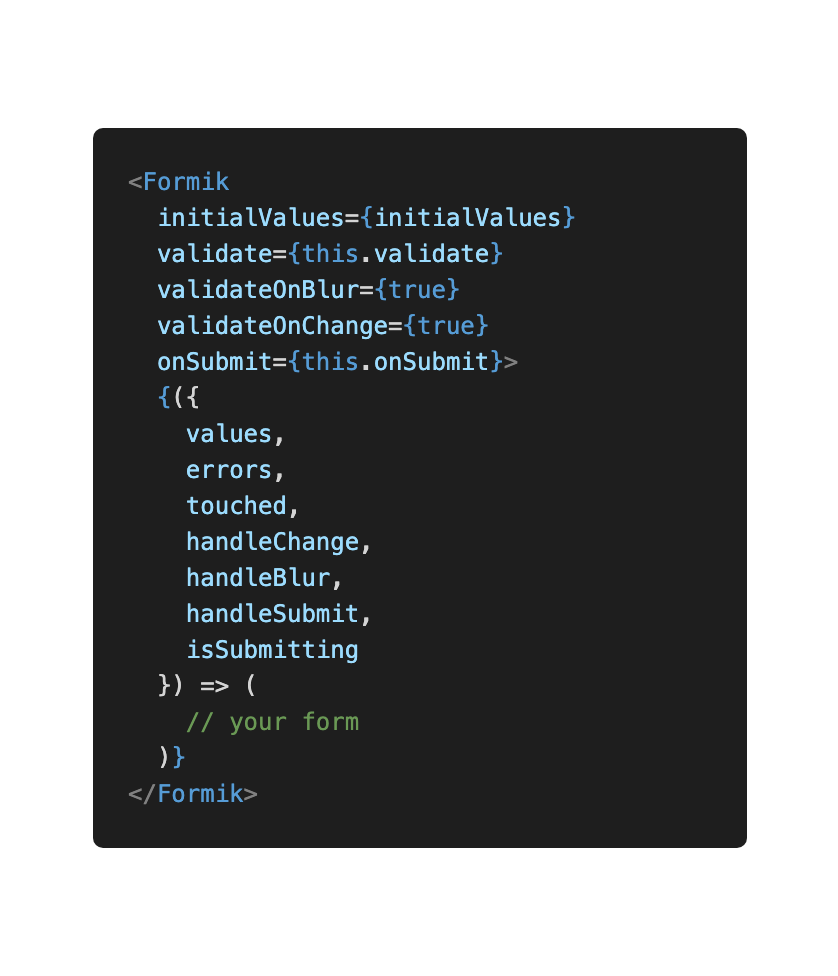 <Formik
  initialValues={initialValues}
  validate={this.validate}
  validateOnBlur={true}
  validateOnChange={true}
  onSubmit={this.onSubmit}>
  {({
    values,
    errors,
    touched,
    handleChange,
    handleBlur,
    handleSubmit,
    isSubmitting
  }) => (
    // your form
  )}
</Formik>